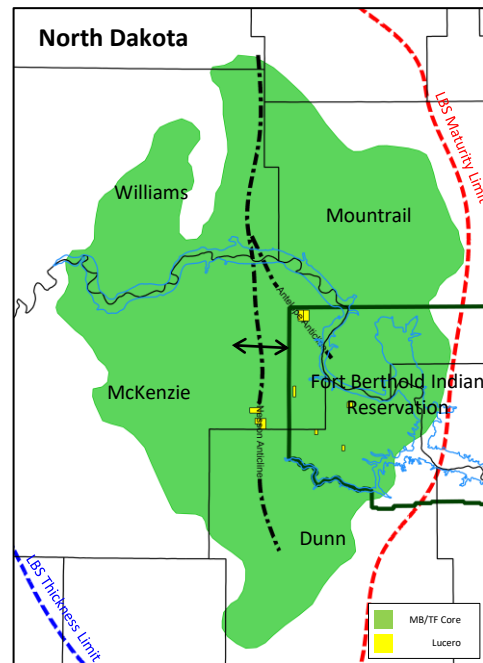 North Dakota
LBS Maturity Limit
Williams
Mountrail
Antelope Anticline
McKenzie
Fort Berthold Indian
Reservation
Nesson Anticline
Dunn
LBS Thickness Limit
MB/TF Core
Lucero